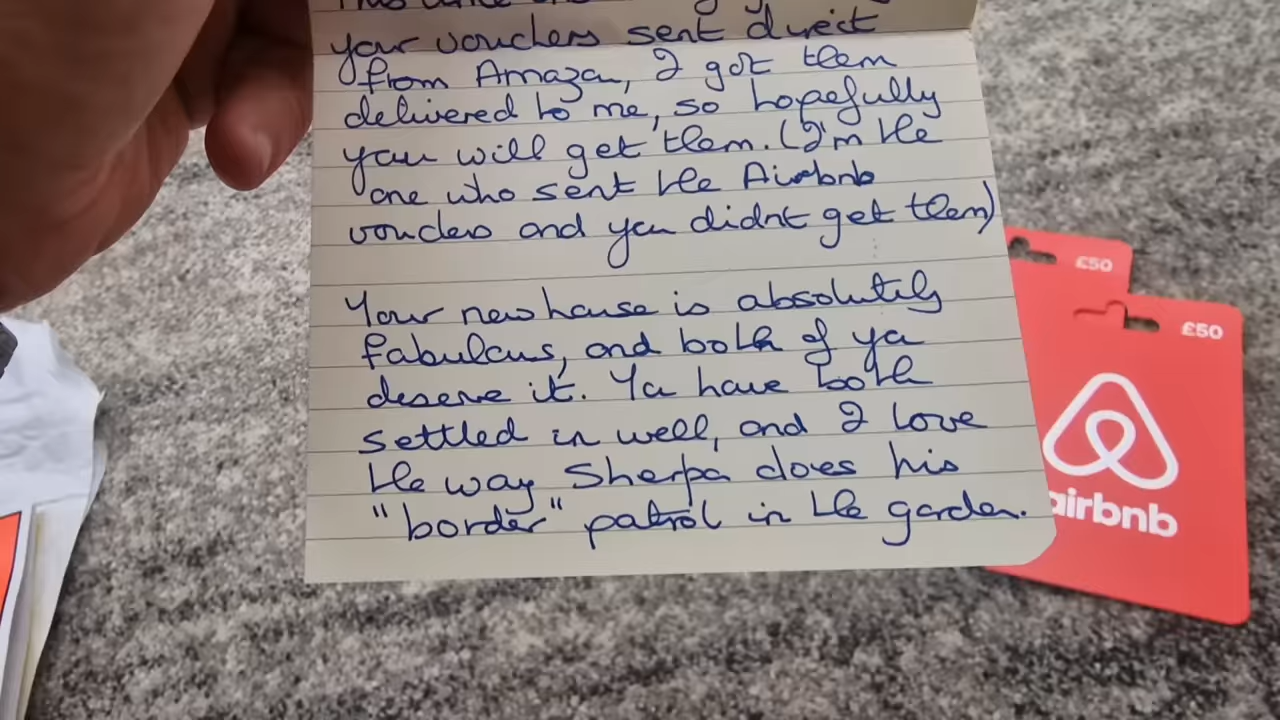 your vouchers sent direct
from Amazon, I got them
delivered to me, so hopefully
you will get them. (I'm the
one who sent the Airbnb
vouchers and you didnt get them)
Your new house is absolutely
fabulous, and both of ya
deserve it. Ya have both
settled in well, and I love
the way Sherpa does his
"border" patrol in the garden.
£50
£50
airbnb